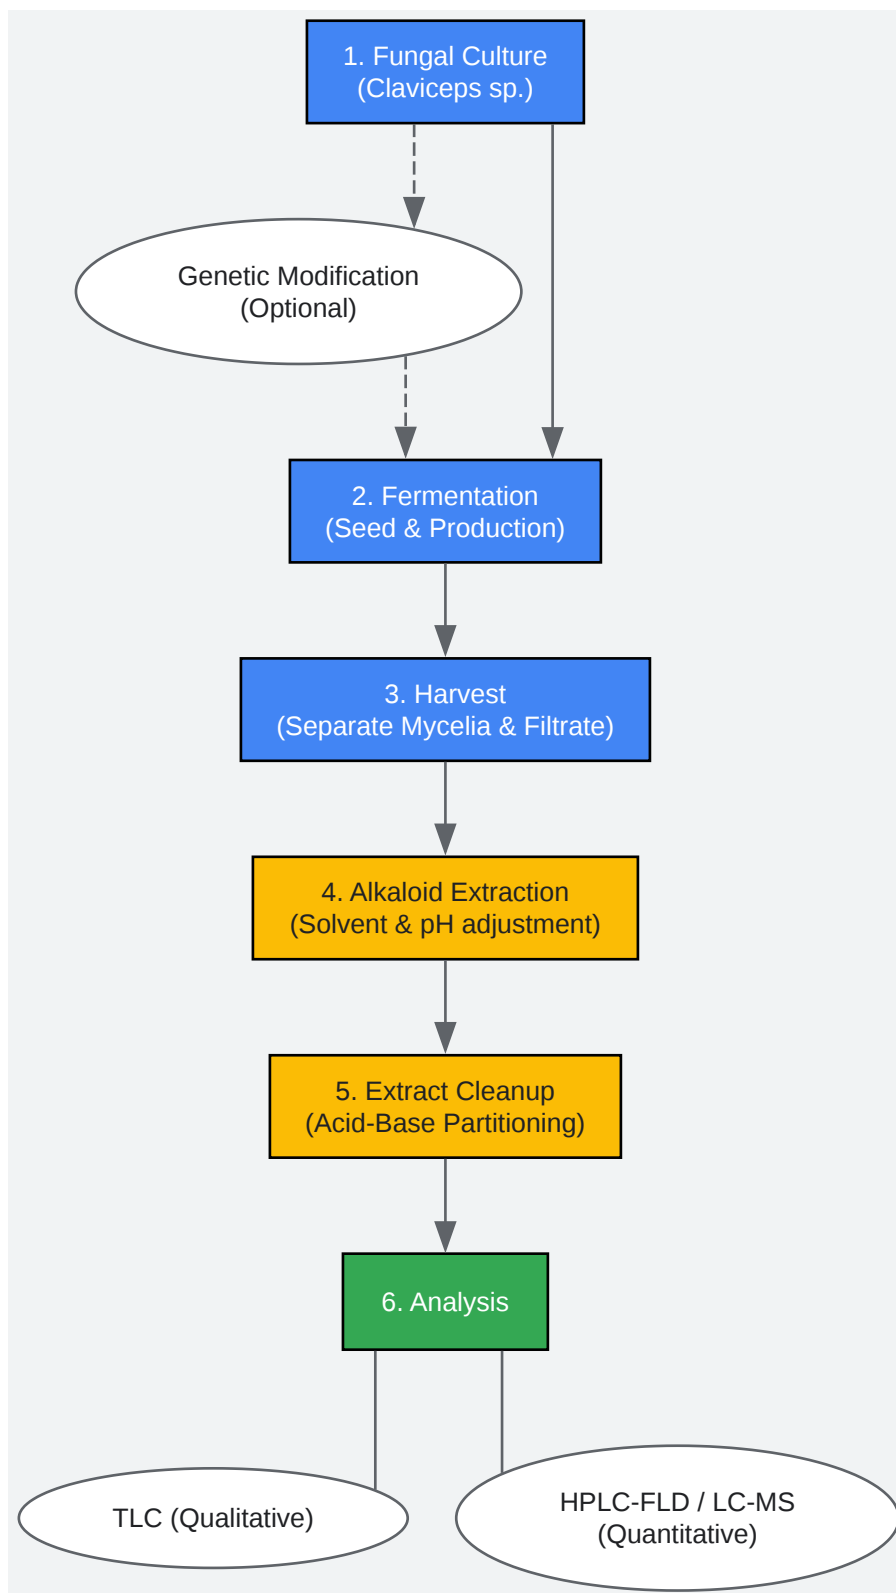 1. Fungal Culture
(Claviceps sp.)
Genetic Modification
(Optional)
2. Fermentation
(Seed & Production)
3. Harvest
(Separate Mycelia & Filtrate)
4. Alkaloid Extraction
(Solvent & pH adjustment)
5. Extract Cleanup
(Acid-Base Partitioning)
6. Analysis
TLC (Qualitative)
HPLC-FLD / LC-MS
(Quantitative)